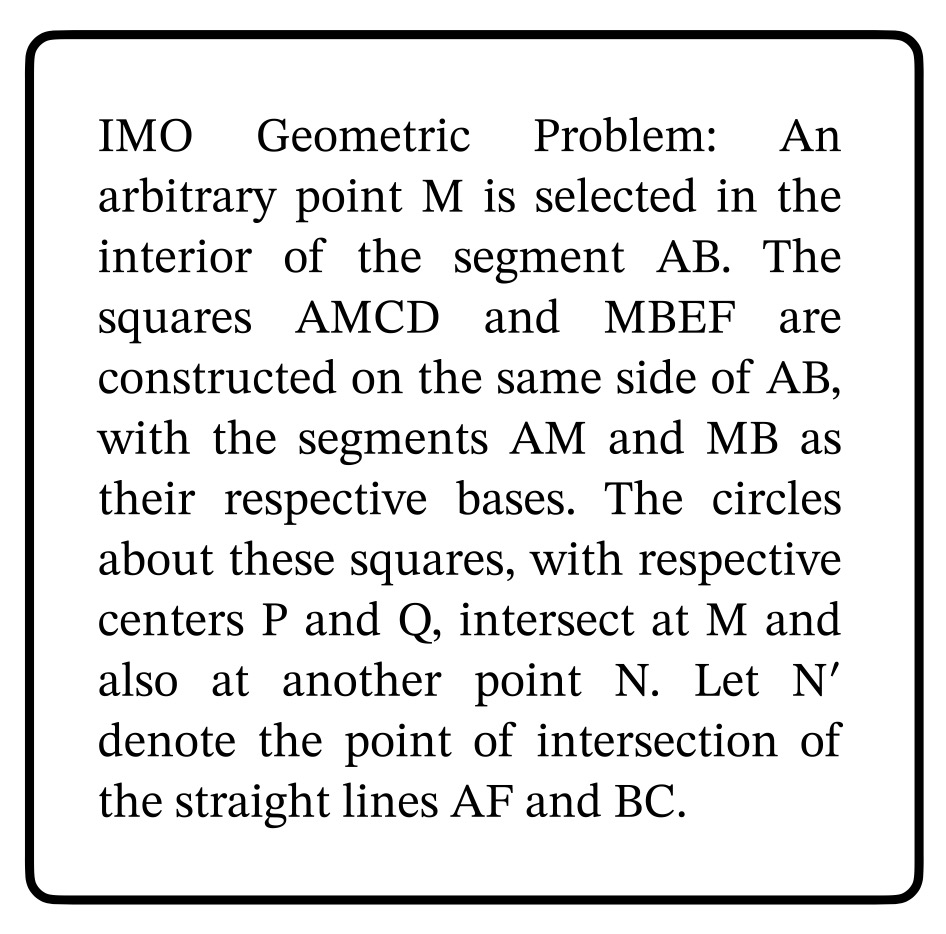 IMO Geometric Problem: An
arbitrary point M is selected in the
interior of the segment AB. The
squares AMCD and MBEF are
constructed on the same side of AB,
with the segments AM and MB as
their respective bases. The circles
about these squares, with respective
centers P and Q, intersect at M and
also at another point N. Let N′
denote the point of intersection of
the straight lines AF and BC.